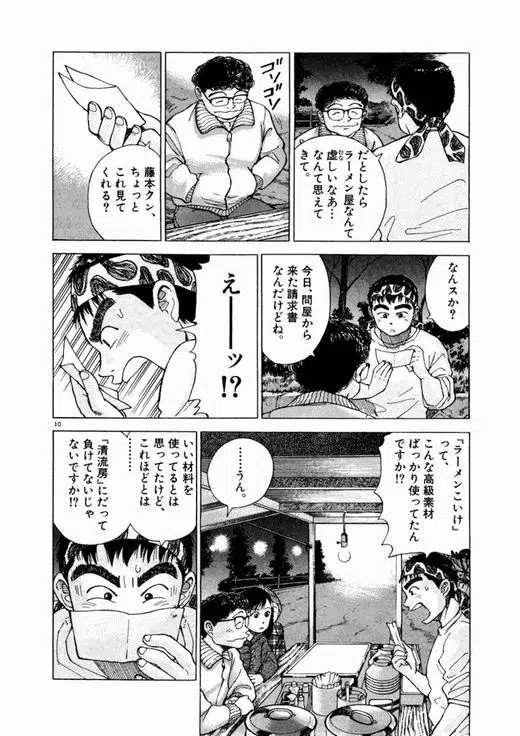 だとしたら
ラーメン屋なんて
虚しいなあ…
なんて思えて
きて。
ゴソゴソ
藤本クン、
ちょっと
これ見て
くれる?
なんスか?
今日、問屋から
来た請求書
なんだけどね。
えーーッ!?
10
『ラーメンこいけ』
って、
こんな高級素材
ばっかり使ってたん
ですか!?
……うん。
いい材料を
使ってるとは
思ってたけど、
これほどとは
…………
『清流房』にだって
負けてないじゃ
ないですか!?